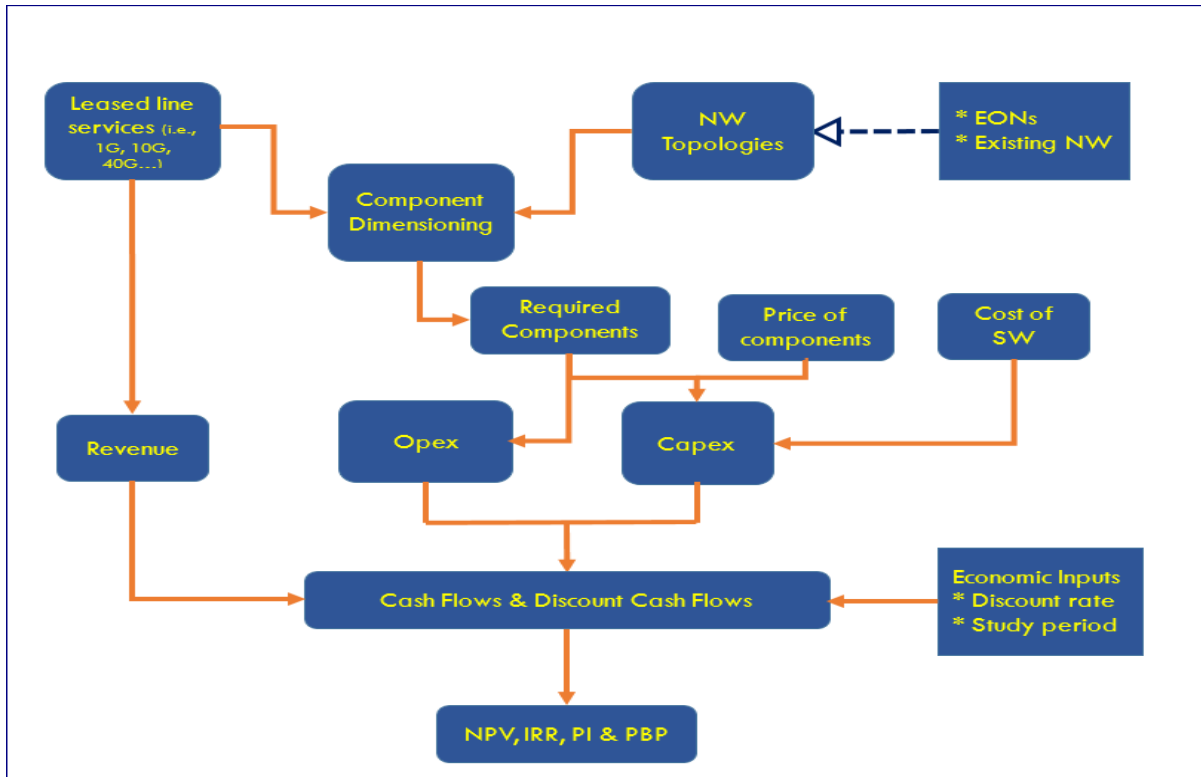 Leased line
services (i.e.,
1G, 10G,
40G...)
NW
Topologies
* EONs
* Existing NW
Component
Dimensioning
Required
Components
Price of
components
Cost of
SW
Revenue
Opex
Capex
Cash Flows & Discount Cash Flows
Economic Inputs
* Discount rate
* Study period
NPV, IRR, PI & PBP